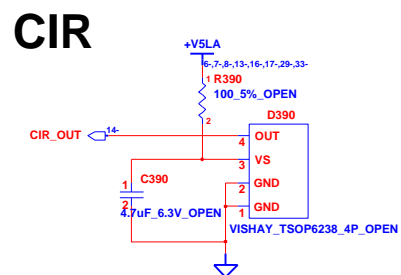 CIR
+V5LA
6-,7-,8-,13-,16-,17-,29-,33-
1 R390
100_5%_OPEN
2
D390
CIR_OUT 14-
4 OUT
3 VS
2 GND
1 GND
C390
1
2
4.7uF_6.3V_OPEN
VISHAY_TSOP6238_4P_OPEN